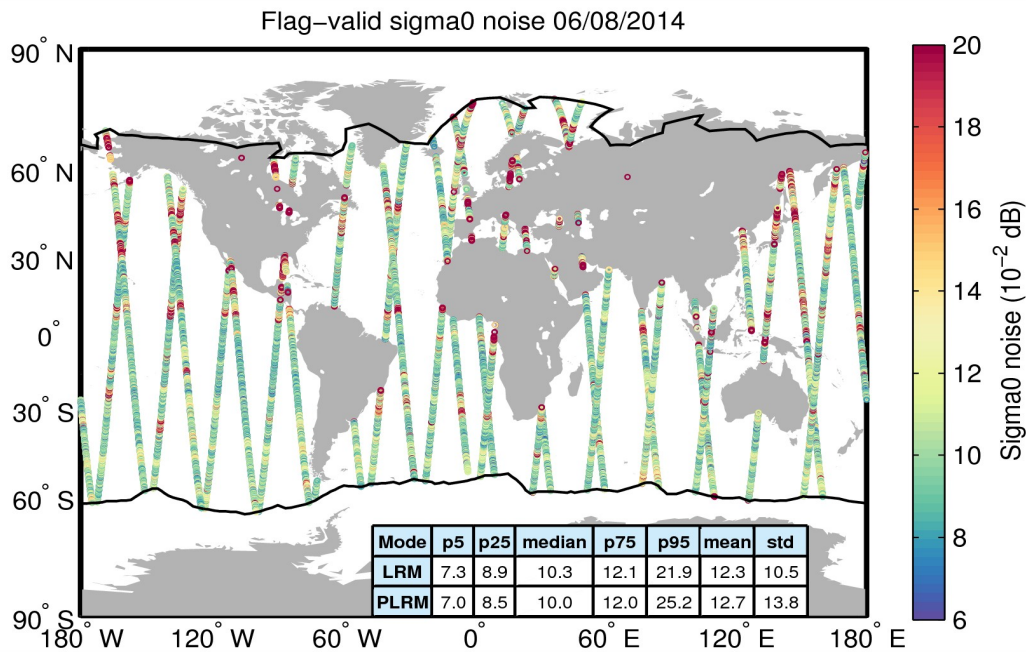 Flag−valid sigma0 noise 06/08/2014
90° N
60° N
30° N
0°
30° S
60° S
90° S
180° W 120° W 60° W 0° 60° E 120° E 180° E
Mode p5 p25 median p75 p95 mean std
LRM 7.3 8.9 10.3 12.1 21.9 12.3 10.5
PLRM 7.0 8.5 10.0 12.0 25.2 12.7 13.8
20
18
16
14
12
10
8
6
Sigma0 noise (10⁻² dB)